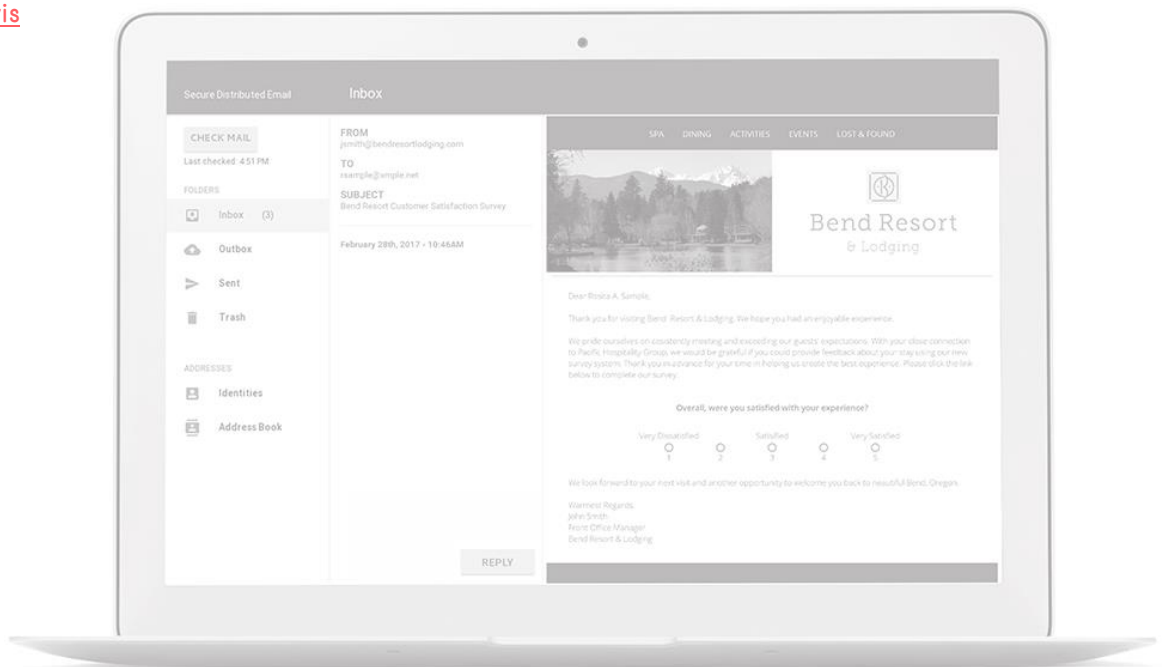 is
Secure Distributed Email
Inbox
CHECK MAIL
Last checked 4:51 PM
FOLDERS
Inbox (3)
Outbox
Sent
Trash
ADDRESSES
Identities
Address Book
FROM
jsmith@bendresortlodging.com
TO
rsample@xmple.net
SUBJECT
Bend Resort Customer Satisfaction Survey
February 28th, 2017 - 10:46AM
REPLY
SPA DINING ACTIVITIES EVENTS LOST & FOUND
Bend Resort
& Lodging
Dear Rosita A. Sample,
Thank you for visiting Bend Resort & Lodging. We hope you had an enjoyable experience.
We pride ourselves on consistently meeting and exceeding our guests' expectations. With your close connection
to Pacific Hospitality Group, we would be grateful if you could provide feedback about your stay using our new
survey system. Thank you in advance for your time in helping us create the best experience. Please click the link
below to complete our survey.
Overall, were you satisfied with your experience?
Very Dissatisfied Satisfied Very Satisfied
1 2 3 4 5
We look forward to your next visit and another opportunity to welcome you back to beautiful Bend, Oregon.
Warmest Regards,
John Smith
Front Office Manager
Bend Resort & Lodging